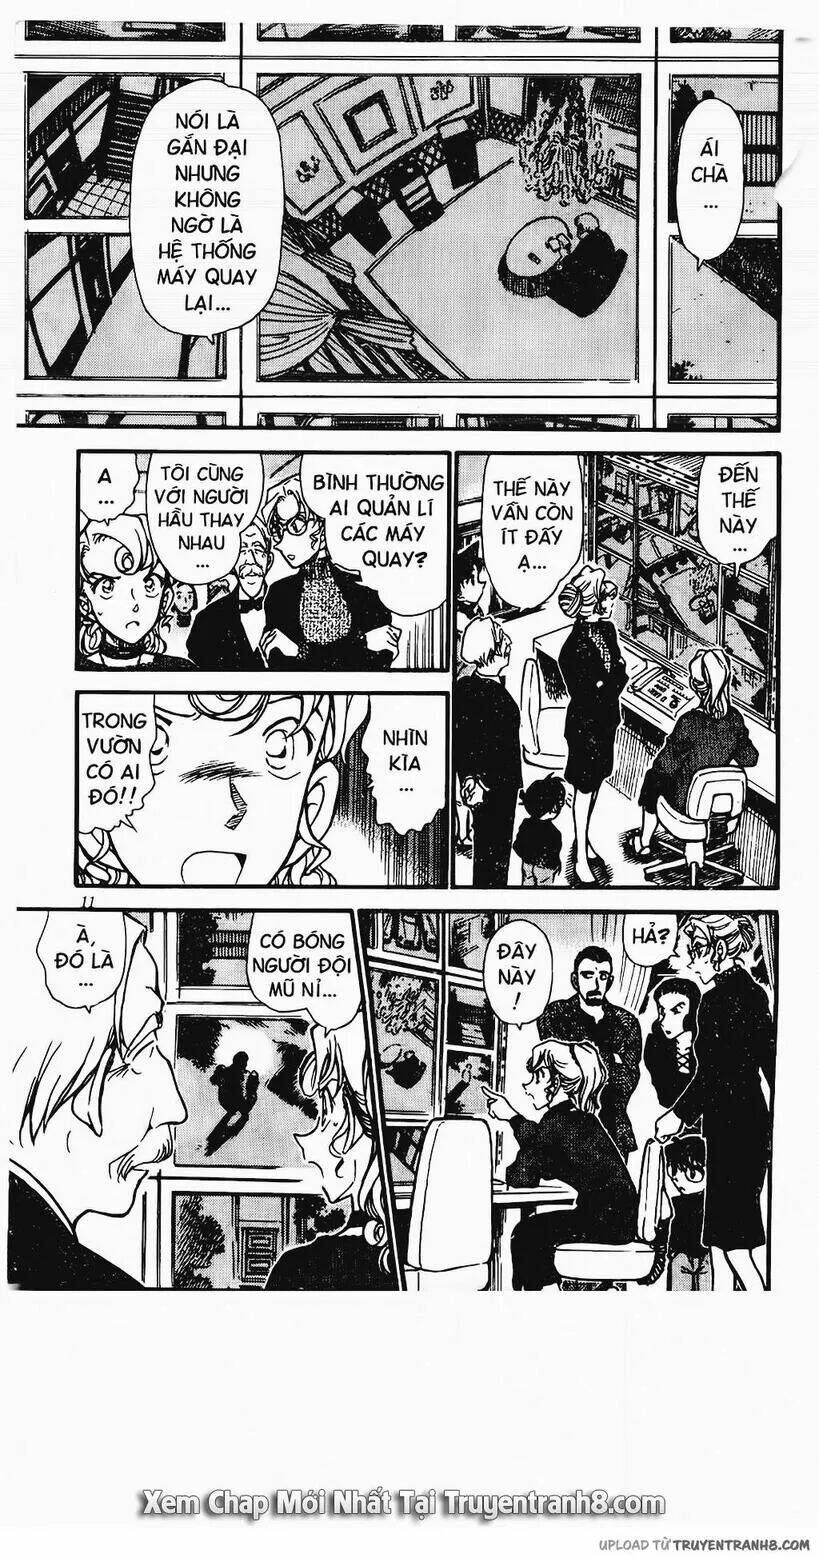 ÁI
CHÀ
...
NÓI LÀ
GẮN ĐẠI
NHƯNG
KHÔNG
NGỜ LÀ
HỆ THỐNG
MÁY QUAY
LẠI...
ĐẾN
THẾ
NÀY
...
THẾ NÀY
VẪN CÒN
ÍT ĐẤY
Ạ...
BÌNH THƯỜNG
AI QUẢN LÍ
CÁC MÁY
QUAY?
TÔI CÙNG
VỚI NGƯỜI
HẦU THAY
NHAU ...
A
...
NHÌN
KÌA
...
TRONG
VƯỜN
CÓ AI
ĐÓ!!
11
HẢ?
ĐÂY
NÀY
!
CÓ BÓNG
NGƯỜI ĐỘI
MŨ NỈ...
À,
ĐÓ LÀ
...
Xem Chap Mới Nhất Tại Truyentranh8.com
UPLOAD TỪ TRUYENTRANH8.COM